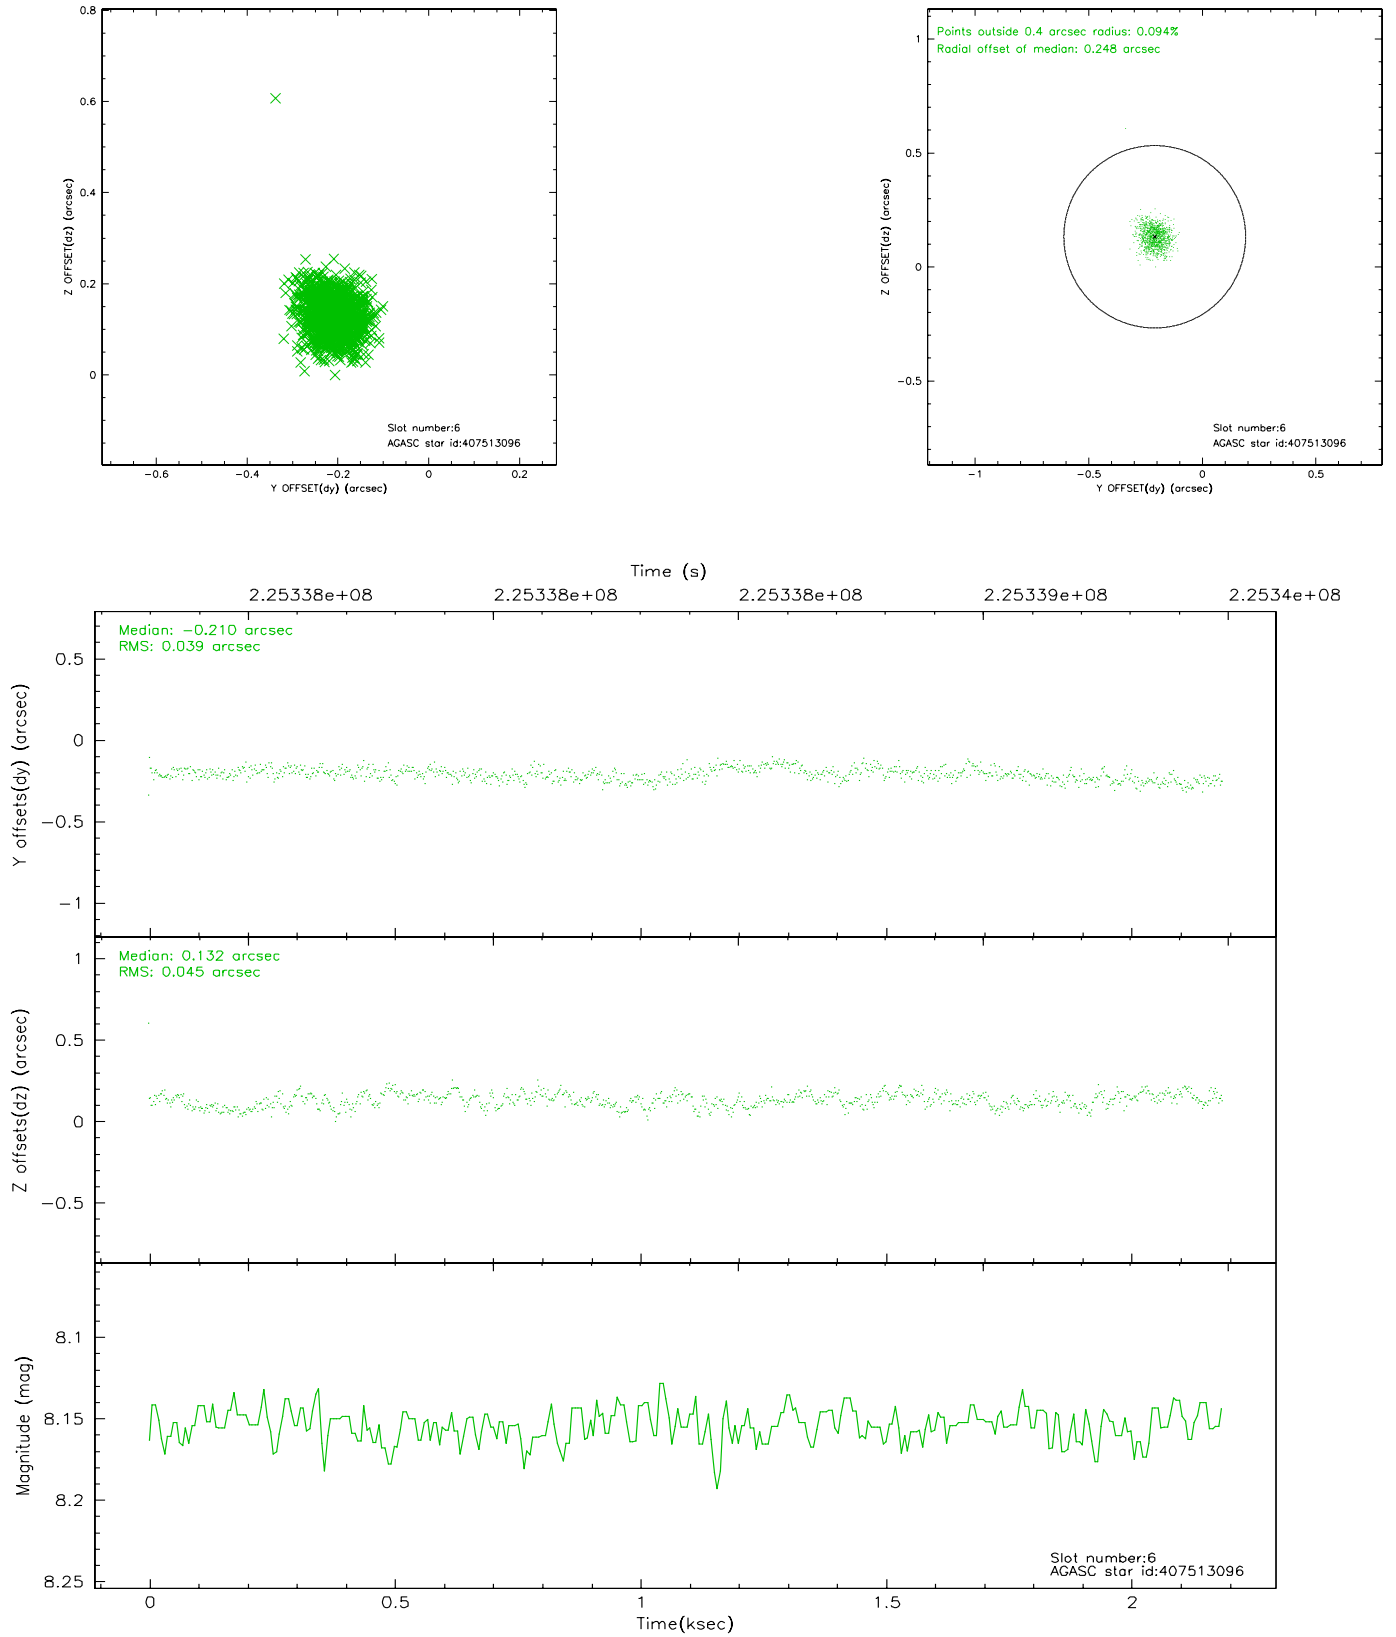 0.8
0.6
0.4
0.2
0
Z OFFSET(dz) (arcsec)
Slot number:6
AGASC star id:407513096
−0.6 −0.4 −0.2 0 0.2
Y OFFSET(dy) (arcsec)
Points outside 0.4 arcsec radius: 0.094%
Radial offset of median: 0.248 arcsec
1
0.5
0
−0.5
Z OFFSET(dz) (arcsec)
Slot number:6
AGASC star id:407513096
−1 −0.5 0 0.5
Y OFFSET(dy) (arcsec)
Time (s)
2.25338e+08 2.25338e+08 2.25338e+08 2.25339e+08 2.2534e+08
Median: −0.210 arcsec
RMS: 0.039 arcsec
0.5
0
−0.5
−1
Y offsets(dy) (arcsec)
Median: 0.132 arcsec
RMS: 0.045 arcsec
1
0.5
0
−0.5
Z offsets(dz) (arcsec)
8.1
8.15
8.2
8.25
Magnitude (mag)
Slot number:6
AGASC star id:407513096
0 0.5 1 1.5 2
Time(ksec)